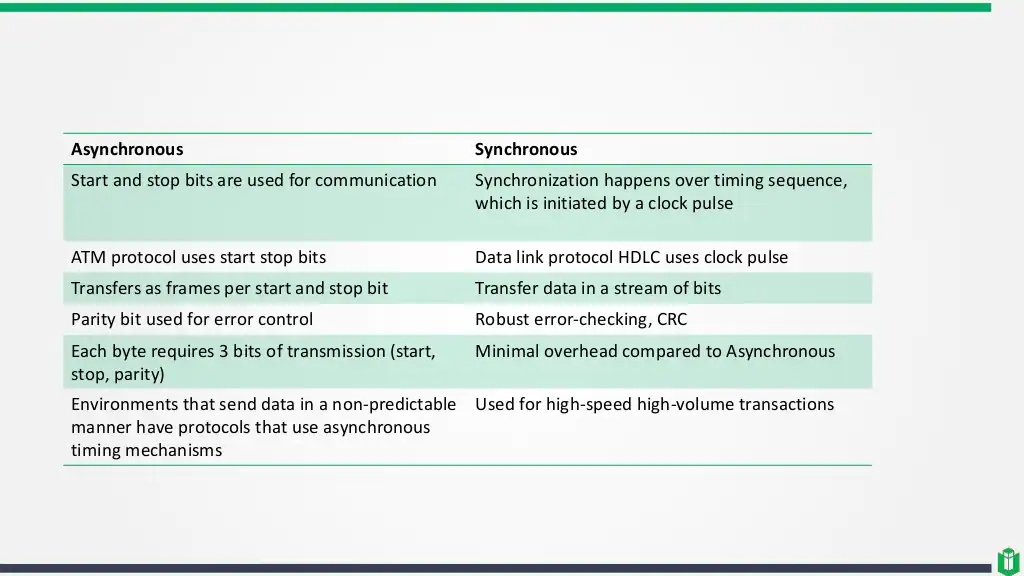 Asynchronous
Synchronous
Start and stop bits are used for communication
Synchronization happens over timing sequence,
which is initiated by a clock pulse
ATM protocol uses start stop bits
Data link protocol HDLC uses clock pulse
Transfers as frames per start and stop bit
Transfer data in a stream of bits
Parity bit used for error control
Robust error-checking, CRC
Each byte requires 3 bits of transmission (start,
stop, parity)
Minimal overhead compared to Asynchronous
Environments that send data in a non-predictable
manner have protocols that use asynchronous
timing mechanisms
Used for high-speed high-volume transactions